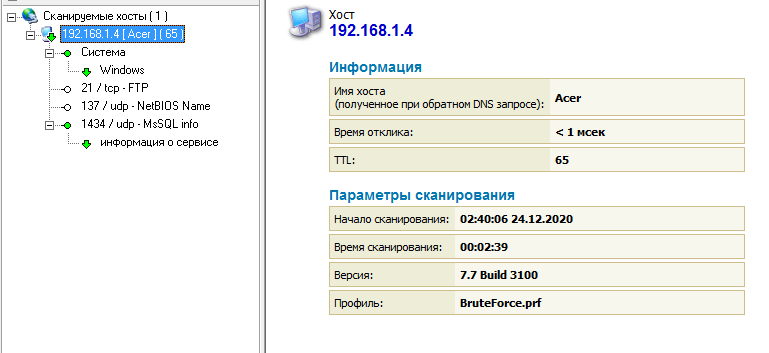 Сканируемые хосты ( 1 )
192.168.1.4 [ Acer ] ( 65 )
Система
Windows
21 / tcp - FTP
137 / udp - NetBIOS Name
1434 / udp - MsSQL info
информация о сервисе
Хост
192.168.1.4
Информация
Имя хоста
(полученное при обратном DNS запросе): Acer
Время отклика: < 1 мсек
TTL: 65
Параметры сканирования
Начало сканирования: 02:40:06 24.12.2020
Время сканирования: 00:02:39
Версия: 7.7 Build 3100
Профиль: BruteForce.prf